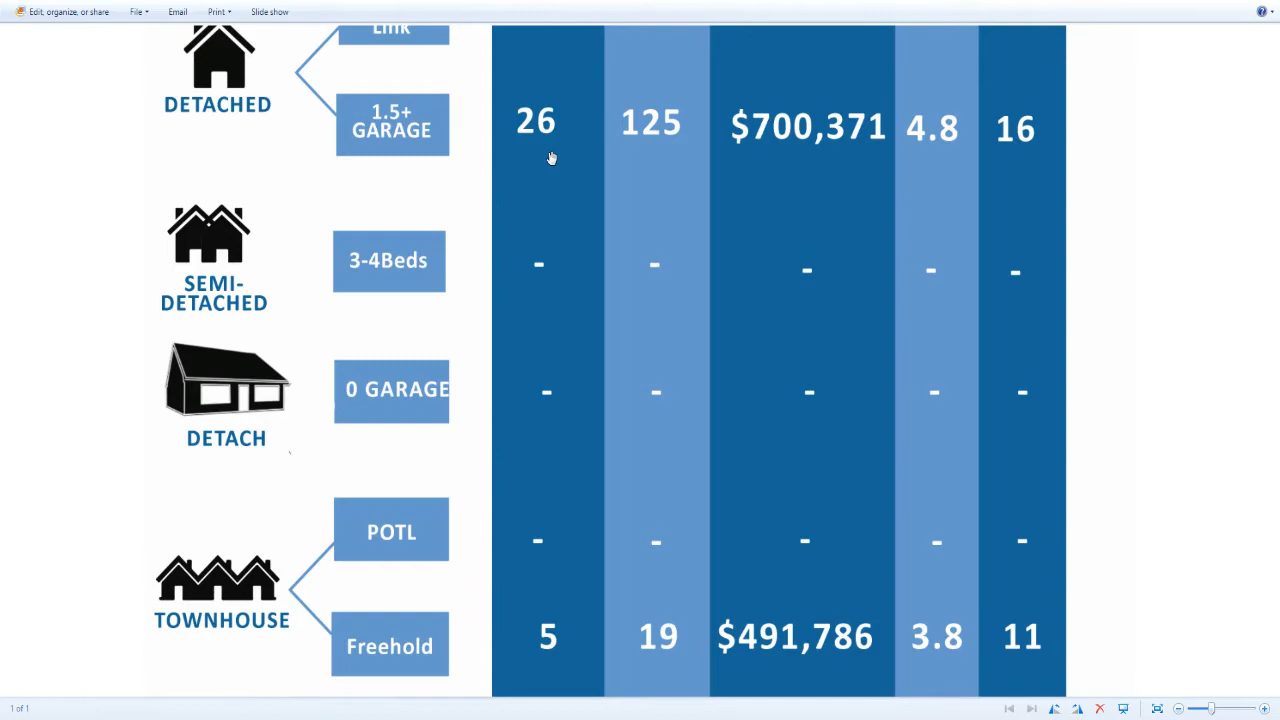 Edit, organize, or share File Email Print Slide show
Link
DETACHED
1.5+
GARAGE
26 125 $700,371 4.8 16
SEMI-
DETACHED
3-4Beds
- - - - -
0 GARAGE
- - - - -
DETACH
POTL
- - - - -
TOWNHOUSE
Freehold
5 19 $491,786 3.8 11
1 of 1